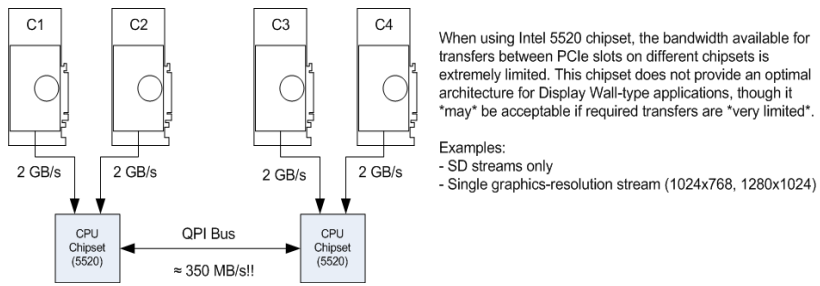 C1
C2
C3
C4
2 GB/s
2 GB/s
2 GB/s
2 GB/s
CPU
Chipset
(5520)
QPI Bus
≈ 350 MB/s!!
CPU
Chipset
(5520)
When using Intel 5520 chipset, the bandwidth available for
transfers between PCIe slots on different chipsets is
extremely limited. This chipset does not provide an optimal
architecture for Display Wall-type applications, though it
*may* be acceptable if required transfers are *very limited*.
Examples:
- SD streams only
- Single graphics-resolution stream (1024x768, 1280x1024)